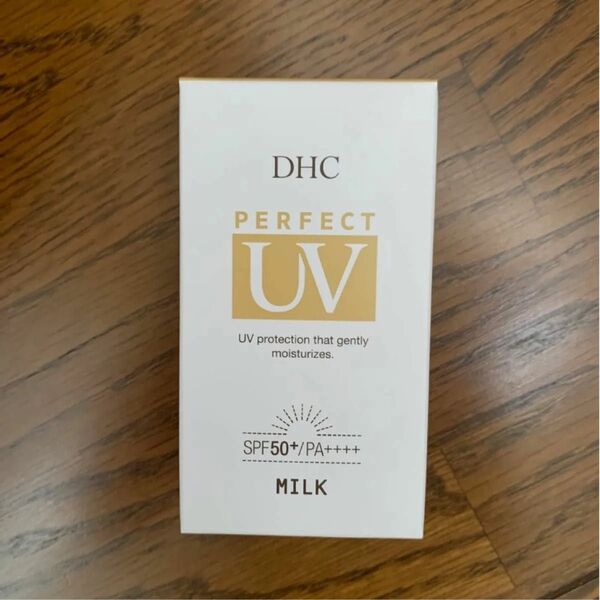 DHC
PERFECT
UV
UV protection that gently
moisturizes.
SPF50+/PA++++
MILK